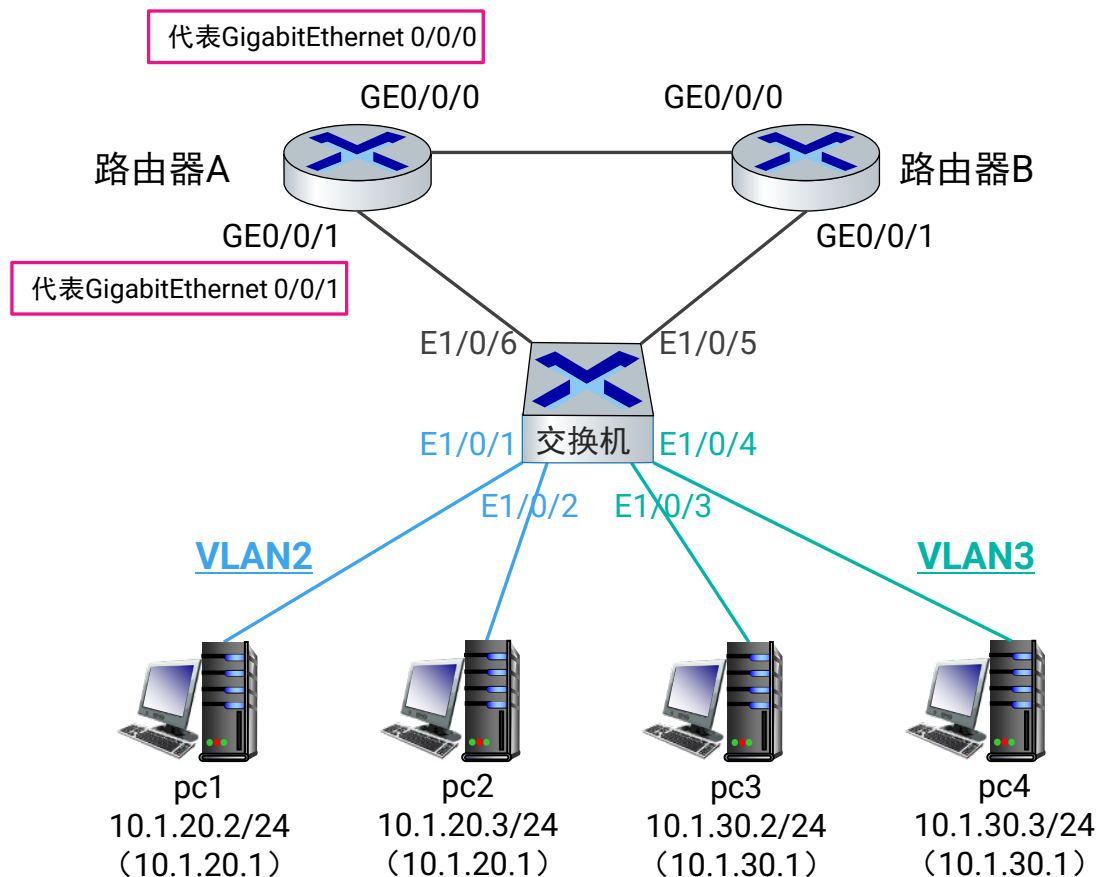 代表GigabitEthernet 0/0/0
GE0/0/0
GE0/0/0
路由器A
路由器B
GE0/0/1
GE0/0/1
代表GigabitEthernet 0/0/1
E1/0/6
E1/0/5
E1/0/1
交换机
E1/0/4
E1/0/2
E1/0/3
VLAN2
VLAN3
pc1
10.1.20.2/24
（10.1.20.1）
pc2
10.1.20.3/24
（10.1.20.1）
pc3
10.1.30.2/24
（10.1.30.1）
pc4
10.1.30.3/24
（10.1.30.1）